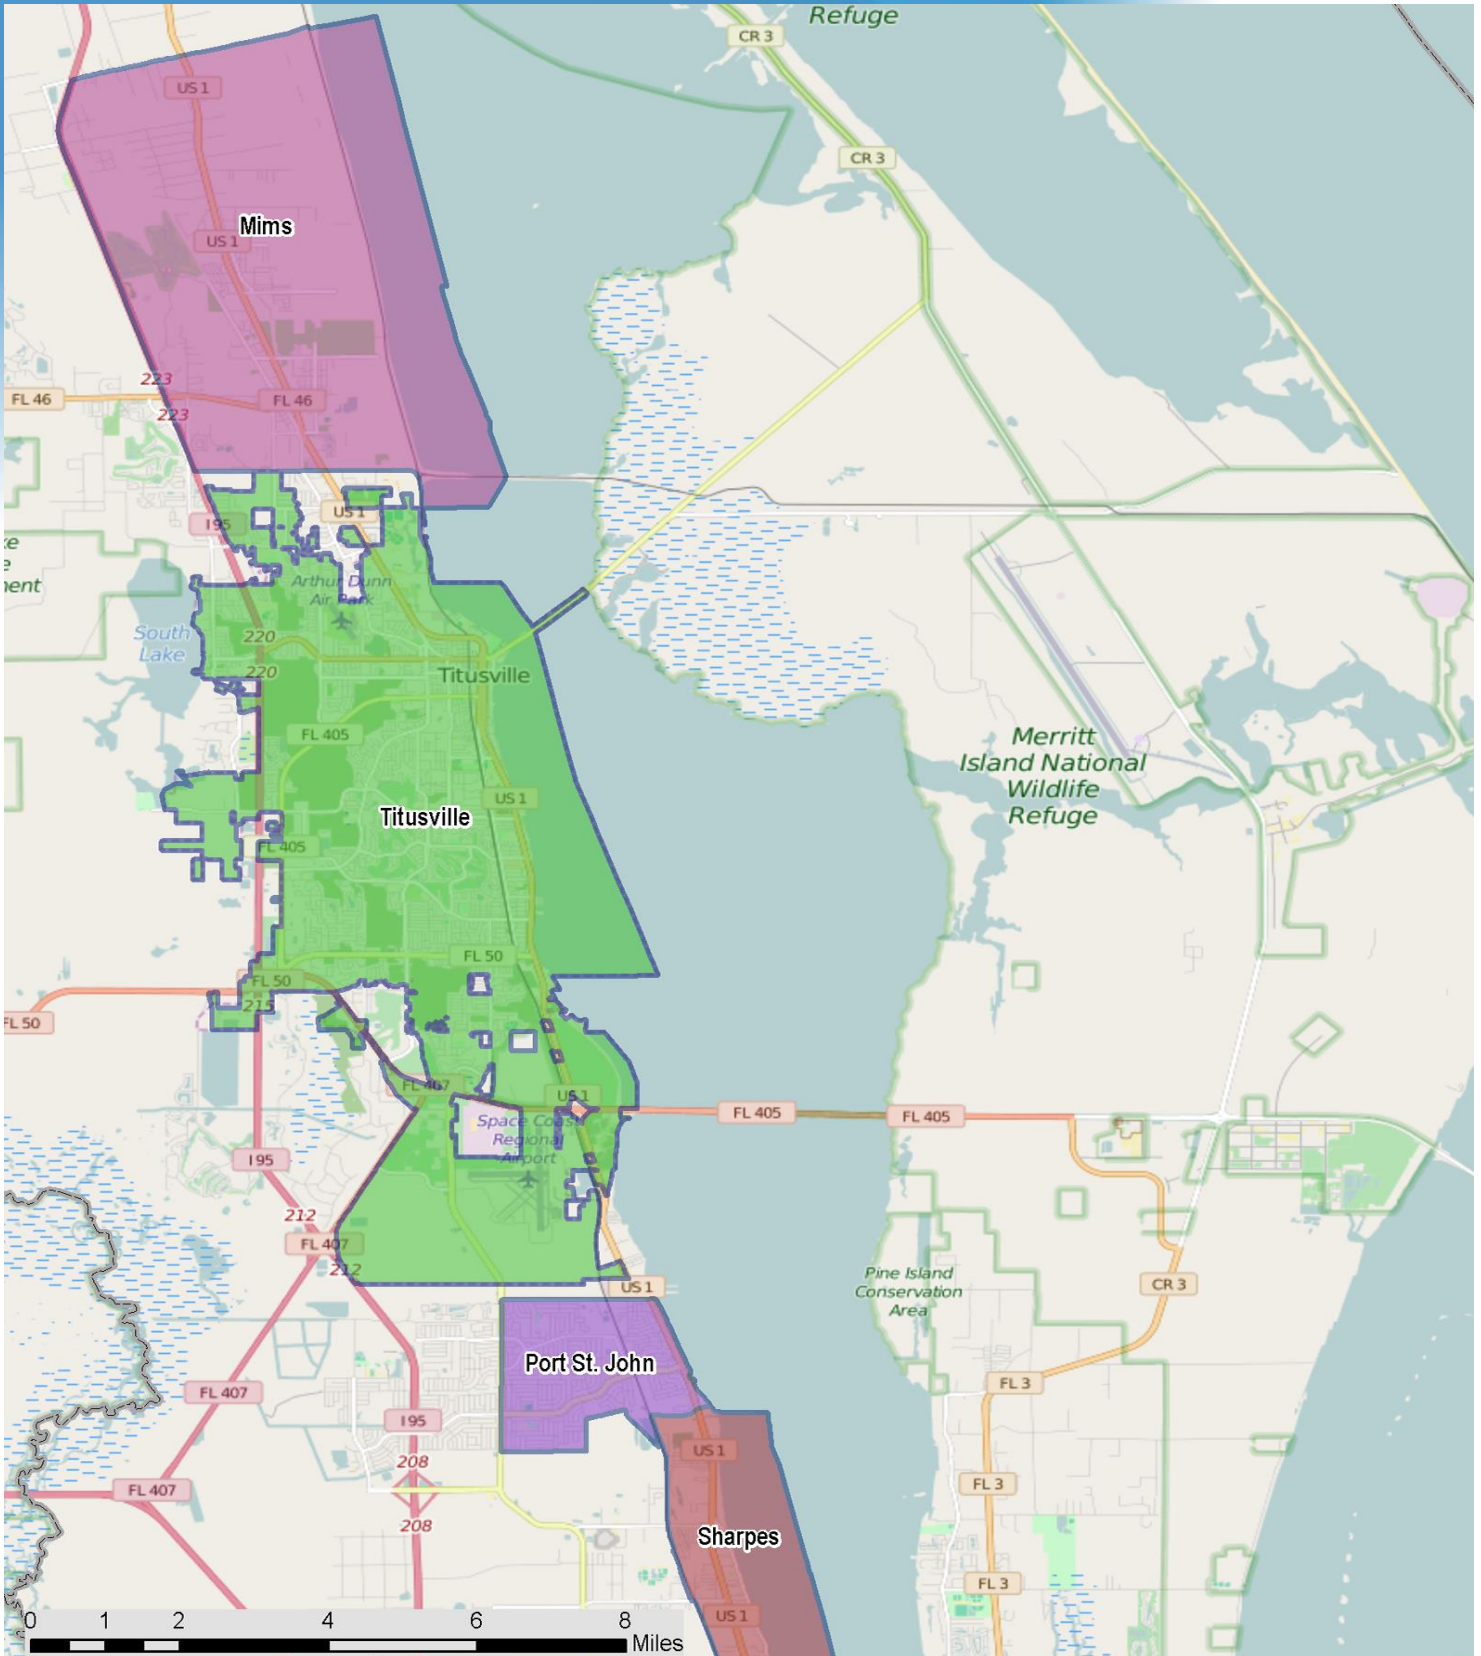 Refuge
CR 3
US 1
CR 3
Mims
US 1
223
FL 46
FL 46
223
US 1
I 95
ke
e
ent
Arthur Dunn
Air Park
South
Lake
220
220
Titusville
FL 405
Merritt
Island National
Wildlife
Refuge
US 1
Titusville
FL 405
FL 50
FL 50
215
FL 50
FL 407
US 1
Space Coast
Regional
Airport
FL 405
FL 405
I 95
212
FL 407
212
US 1
Pine Island
Conservation
Area
CR 3
Port St. John
FL 3
FL 407
I 95
US 1
208
FL 407
FL 3
208
Sharpes
FL 3
US 1
0 1 2 4 6 8
Miles